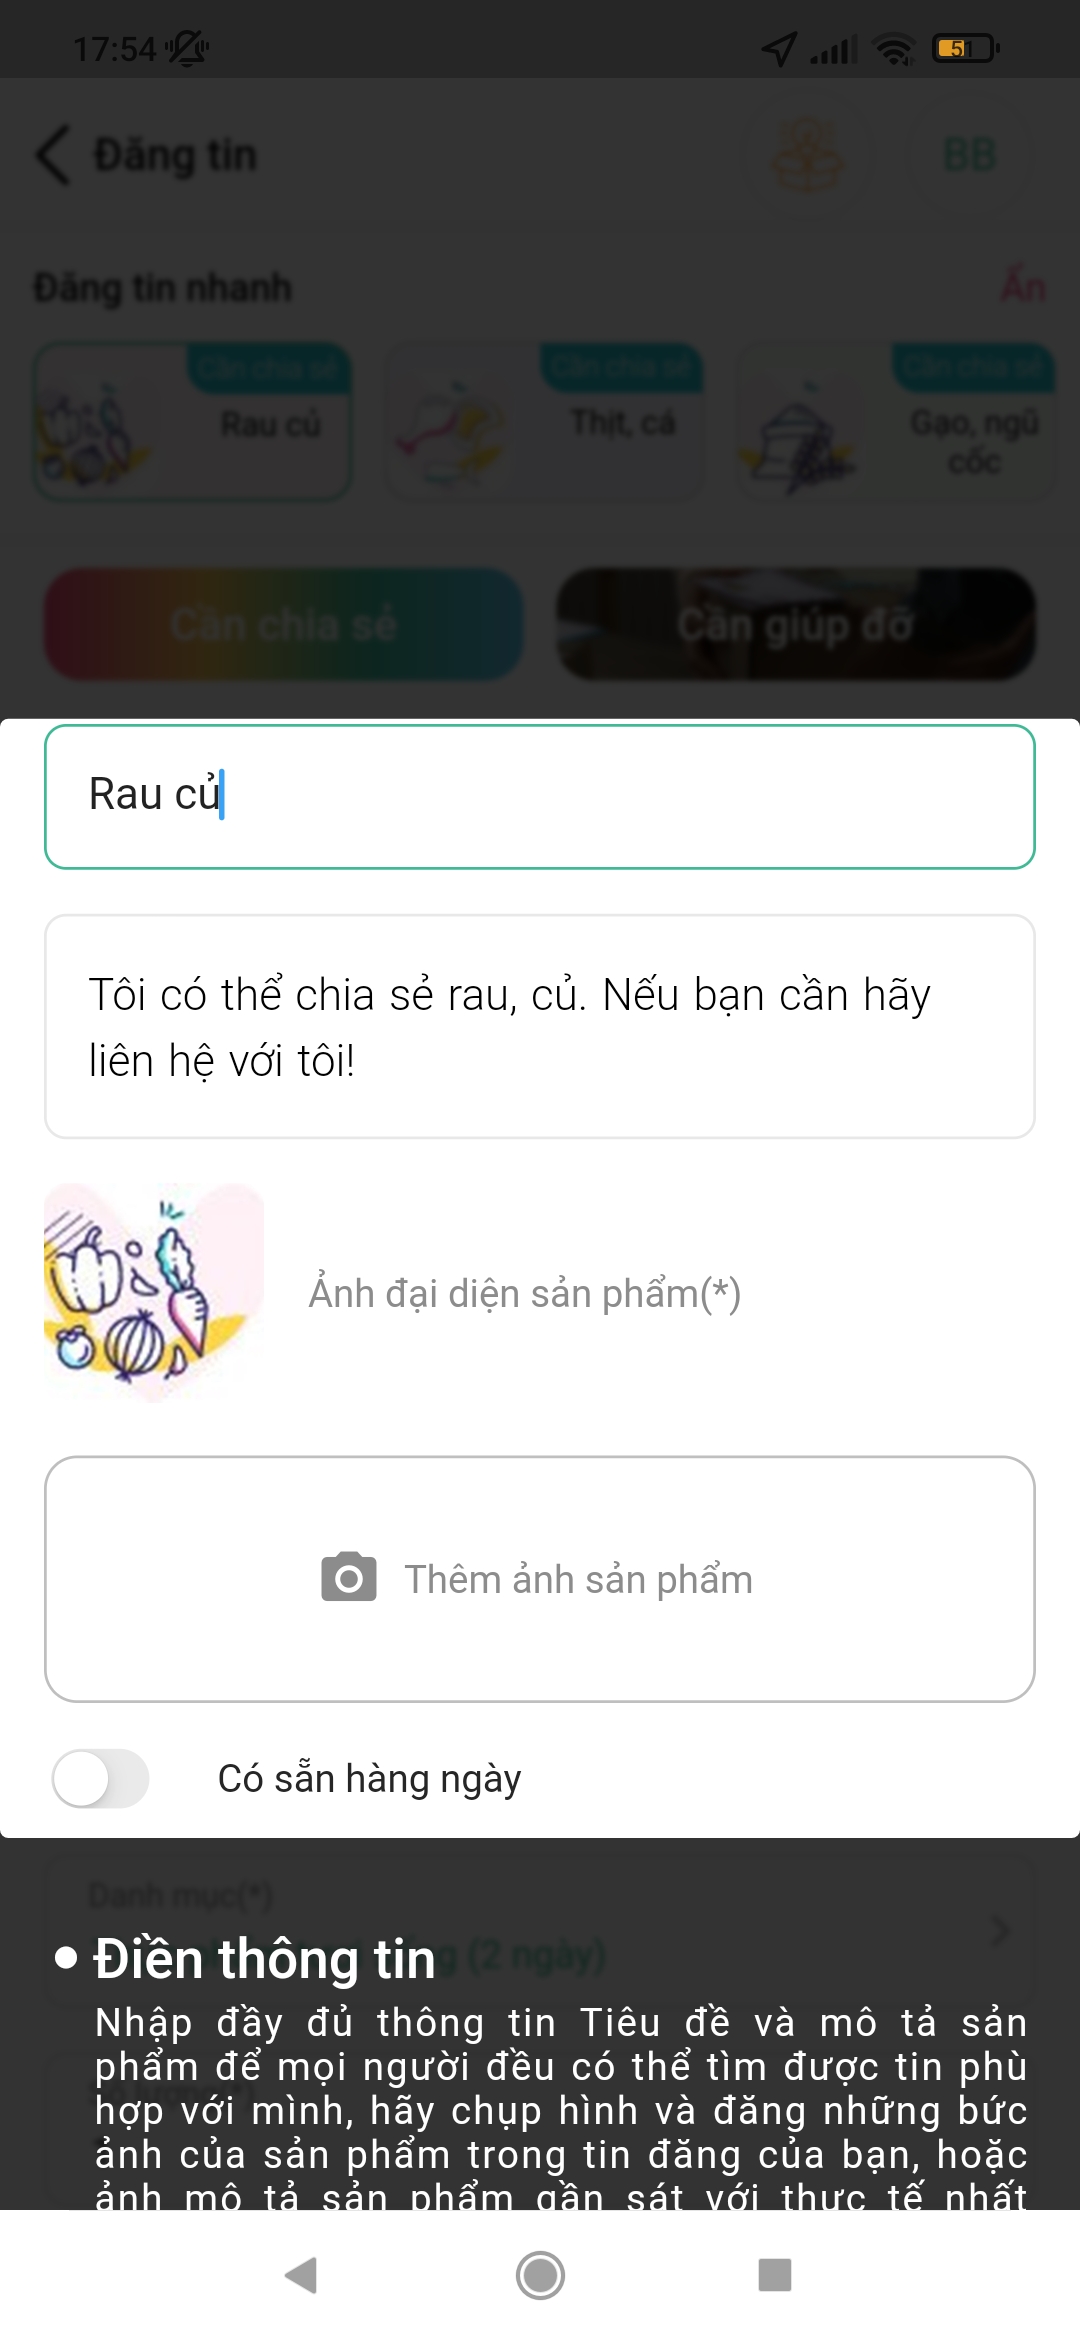 17:54
51
Đăng tin
BB
Đăng tin nhanh
Ẩn
Cần chia sẻ
Cần chia sẻ
Cần chia sẻ
Rau củ
Thịt, cá
Gạo, ngũ
cốc
Cần chia sẻ
Cần giúp đỡ
Rau củ
Tôi có thể chia sẻ rau, củ. Nếu bạn cần hãy
liên hệ với tôi!
Ảnh đại diện sản phẩm(*)
Thêm ảnh sản phẩm
Có sẵn hàng ngày
Danh mục(*)
(2 ngày)
Điền thông tin
Nhập đầy đủ thông tin Tiêu đề và mô tả sản
phẩm để mọi người đều có thể tìm được tin phù
hợp với mình, hãy chụp hình và đăng những bức
ảnh của sản phẩm trong tin đăng của bạn, hoặc
ảnh mô tả sản phẩm gần sát với thực tế nhất